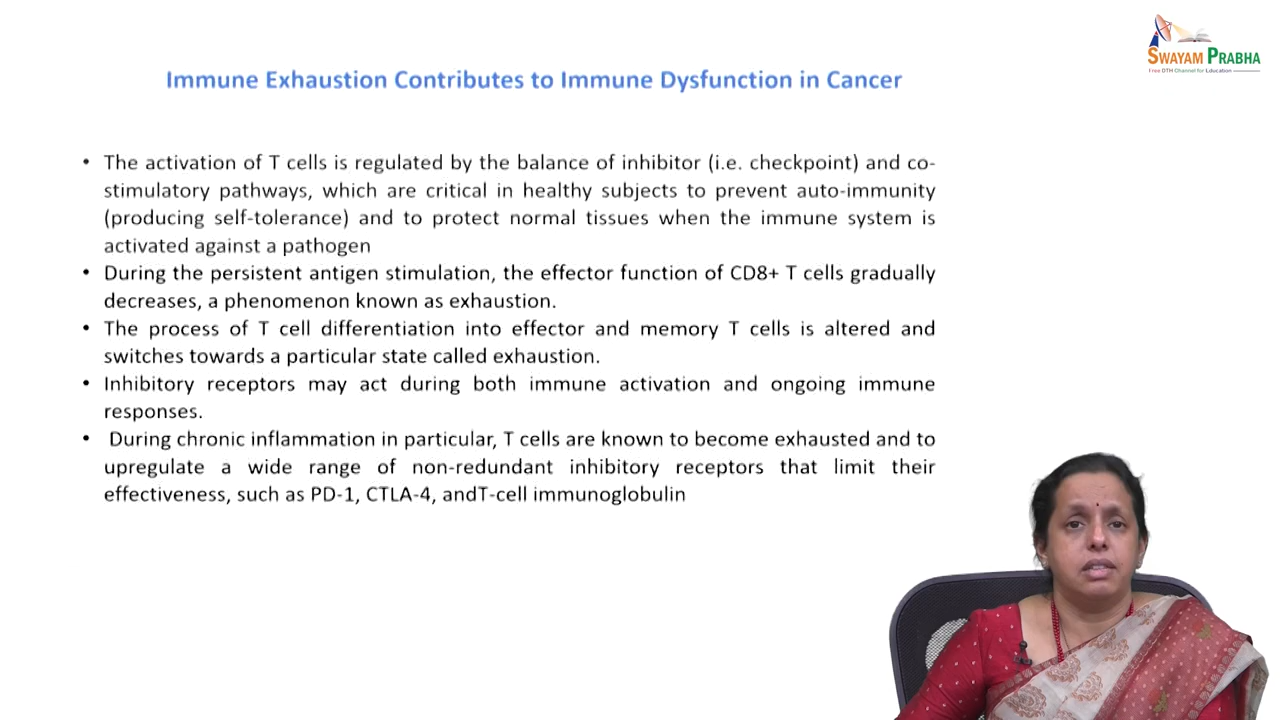 SWAYAM PRABHA
Free DTH Channel for Education
Immune Exhaustion Contributes to Immune Dysfunction in Cancer
• The activation of T cells is regulated by the balance of inhibitor (i.e. checkpoint) and co-
stimulatory pathways, which are critical in healthy subjects to prevent auto-immunity
(producing self-tolerance) and to protect normal tissues when the immune system is
activated against a pathogen
• During the persistent antigen stimulation, the effector function of CD8+ T cells gradually
decreases, a phenomenon known as exhaustion.
• The process of T cell differentiation into effector and memory T cells is altered and
switches towards a particular state called exhaustion.
• Inhibitory receptors may act during both immune activation and ongoing immune
responses.
• During chronic inflammation in particular, T cells are known to become exhausted and to
upregulate a wide range of non-redundant inhibitory receptors that limit their
effectiveness, such as PD-1, CTLA-4, andT-cell immunoglobulin